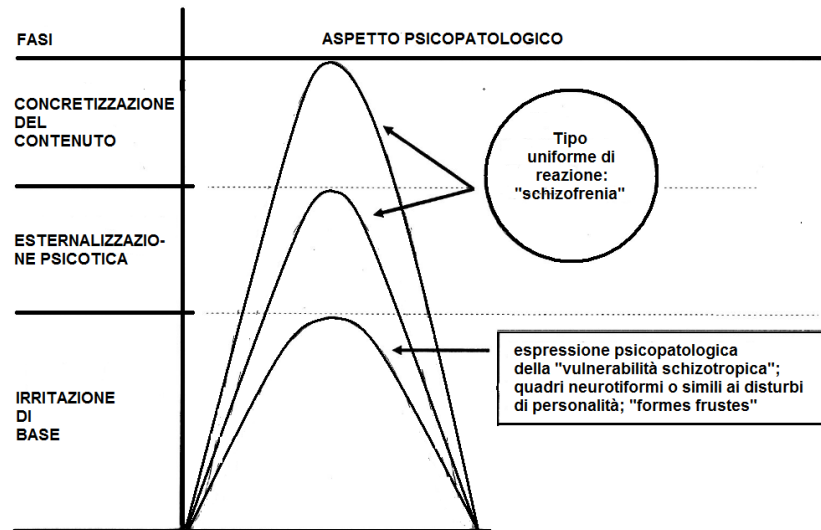 FASI
ASPETTO PSICOPATOLOGICO
CONCRETIZZAZIONE
DEL
CONTENUTO
Tipo
uniforme di
reazione:
"schizofrenia"
ESTERNALIZZAZIO-
NE PSICOTICA
espressione psicopatologica
della "vulnerabilità schizotropica";
quadri neurotiformi o simili ai disturbi
di personalità; "formes frustes"
IRRITAZIONE
DI
BASE